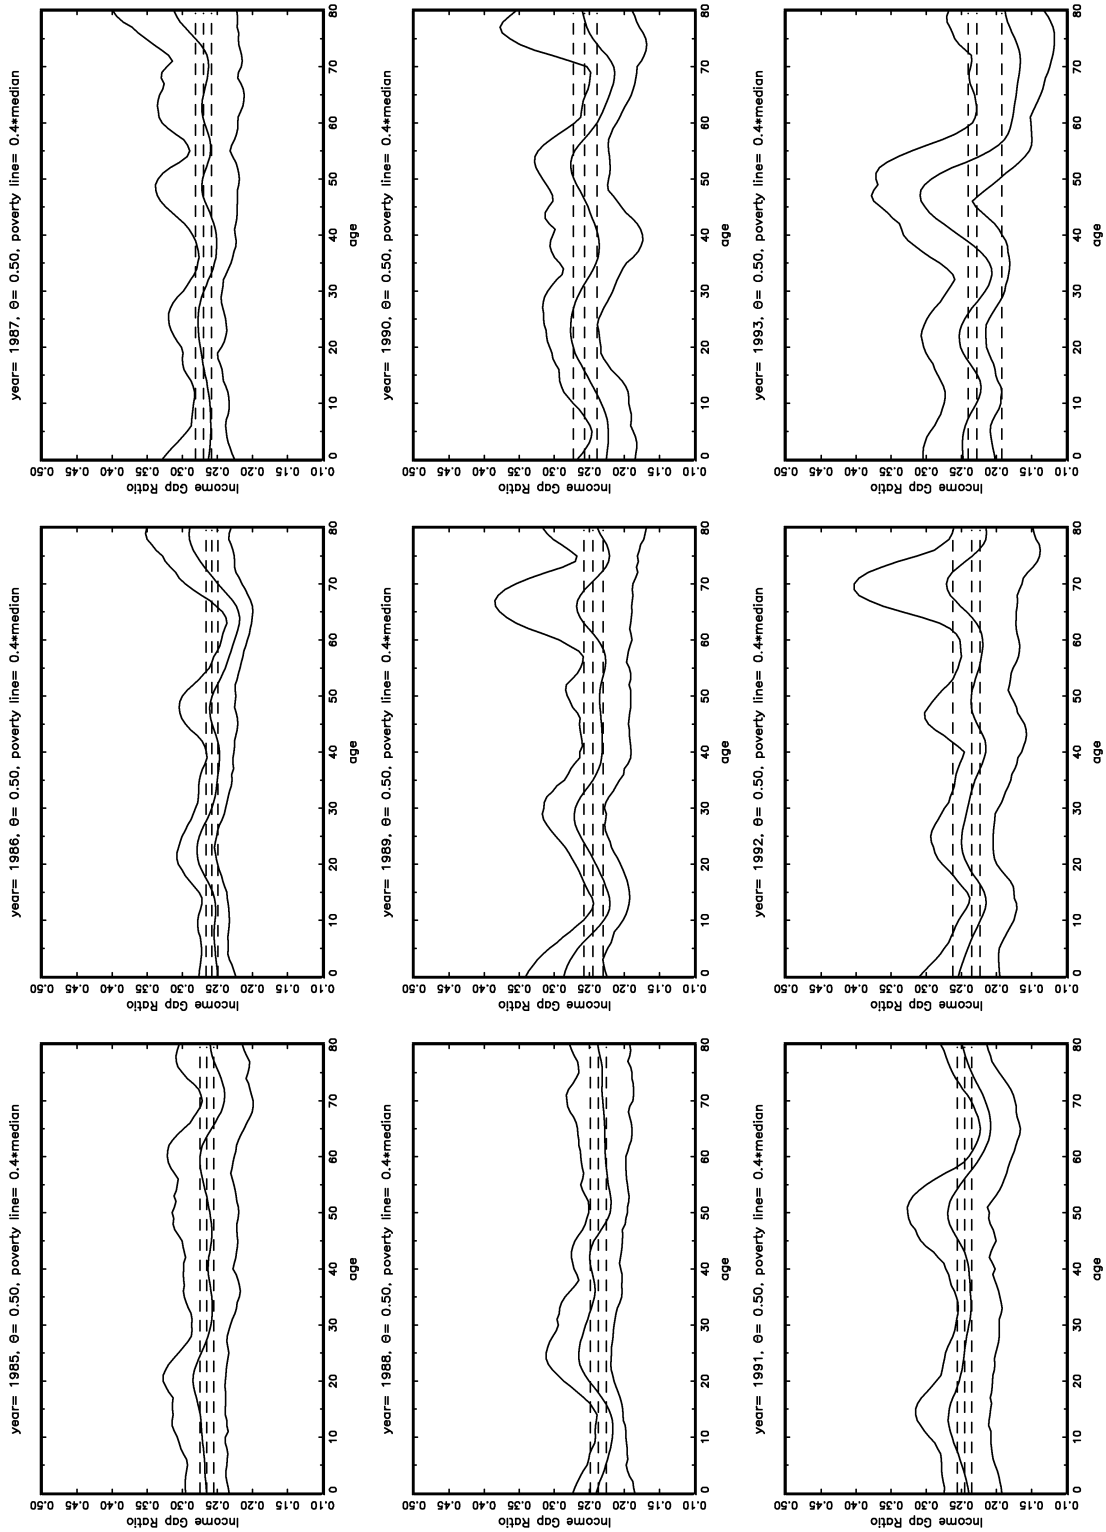 year= 1985, Θ= 0.50, poverty line= 0.4*median
Income Gap Ratio
0.50
0.45
0.40
0.35
0.30
0.25
0.20
0.15
0.10
0 10 20 30 40 50 60 70 80
age
year= 1986, Θ= 0.50, poverty line= 0.4*median
Income Gap Ratio
0.50
0.45
0.40
0.35
0.30
0.25
0.20
0.15
0.10
0 10 20 30 40 50 60 70 80
age
year= 1987, Θ= 0.50, poverty line= 0.4*median
Income Gap Ratio
0.50
0.45
0.40
0.35
0.30
0.25
0.20
0.15
0.10
0 10 20 30 40 50 60 70 80
age
year= 1988, Θ= 0.50, poverty line= 0.4*median
Income Gap Ratio
0.50
0.45
0.40
0.35
0.30
0.25
0.20
0.15
0.10
0 10 20 30 40 50 60 70 80
age
year= 1989, Θ= 0.50, poverty line= 0.4*median
Income Gap Ratio
0.50
0.45
0.40
0.35
0.30
0.25
0.20
0.15
0.10
0 10 20 30 40 50 60 70 80
age
year= 1990, Θ= 0.50, poverty line= 0.4*median
Income Gap Ratio
0.50
0.45
0.40
0.35
0.30
0.25
0.20
0.15
0.10
0 10 20 30 40 50 60 70 80
age
year= 1991, Θ= 0.50, poverty line= 0.4*median
Income Gap Ratio
0.50
0.45
0.40
0.35
0.30
0.25
0.20
0.15
0.10
0 10 20 30 40 50 60 70 80
age
year= 1992, Θ= 0.50, poverty line= 0.4*median
Income Gap Ratio
0.50
0.45
0.40
0.35
0.30
0.25
0.20
0.15
0.10
0 10 20 30 40 50 60 70 80
age
year= 1993, Θ= 0.50, poverty line= 0.4*median
Income Gap Ratio
0.50
0.45
0.40
0.35
0.30
0.25
0.20
0.15
0.10
0 10 20 30 40 50 60 70 80
age